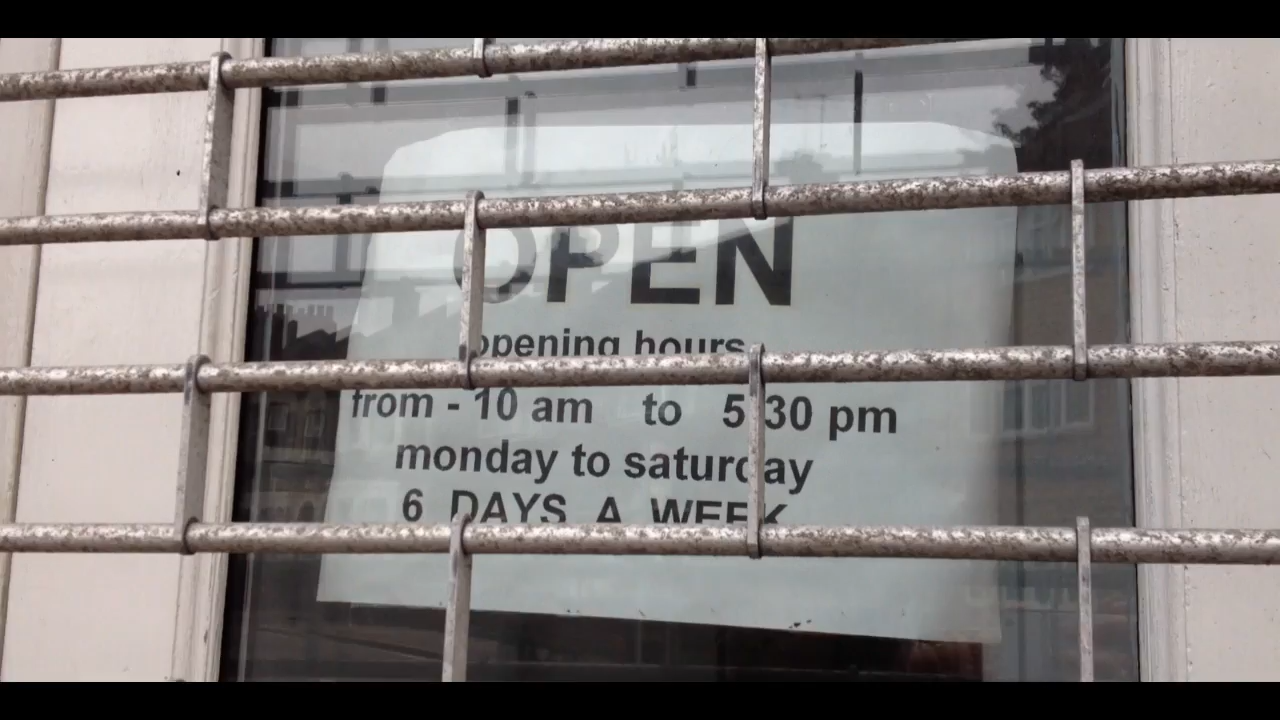 OPEN
opening hours
from - 10 am to 5:30 pm
monday to saturday
6 DAYS A WEEK